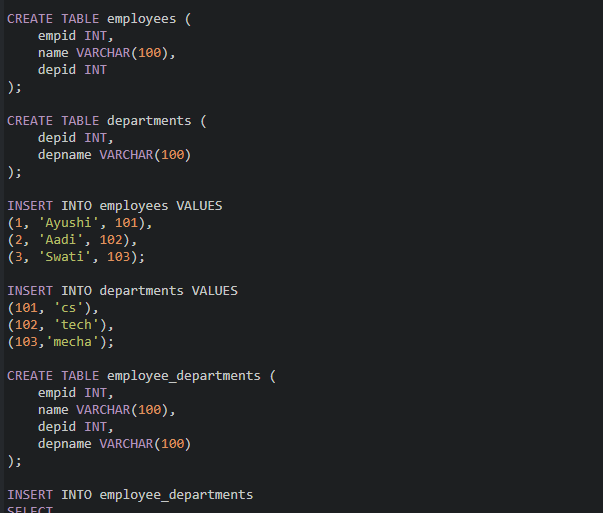 CREATE TABLE employees (
    empid INT,
    name VARCHAR(100),
    depid INT
);

CREATE TABLE departments (
    depid INT,
    depname VARCHAR(100)
);

INSERT INTO employees VALUES
(1, 'Ayushi', 101),
(2, 'Aadi', 102),
(3, 'Swati', 103);

INSERT INTO departments VALUES
(101, 'cs'),
(102, 'tech'),
(103,'mecha');

CREATE TABLE employee_departments (
    empid INT,
    name VARCHAR(100),
    depid INT,
    depname VARCHAR(100)
);

INSERT INTO employee_departments
SELECT